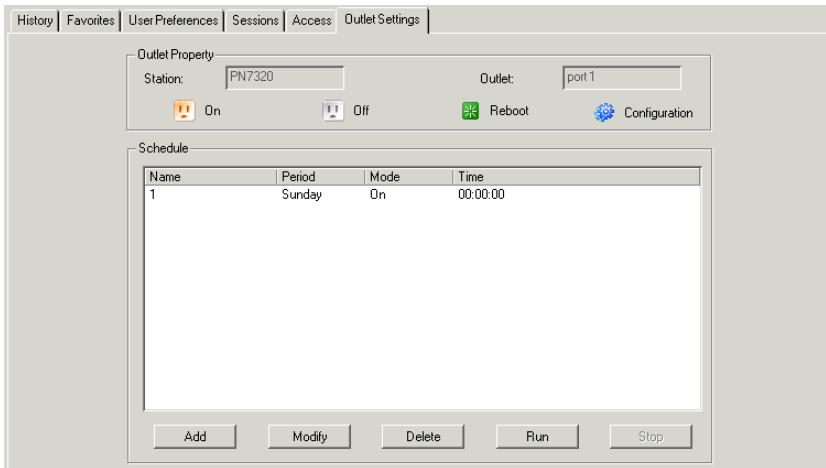 History Favorites User Preferences Sessions Access Outlet Settings
Outlet Property
Station: PN7320 Outlet: port 1
On Off Reboot Configuration
Schedule
Name Period Mode Time
1 Sunday On 00:00:00
Add Modify Delete Run Stop